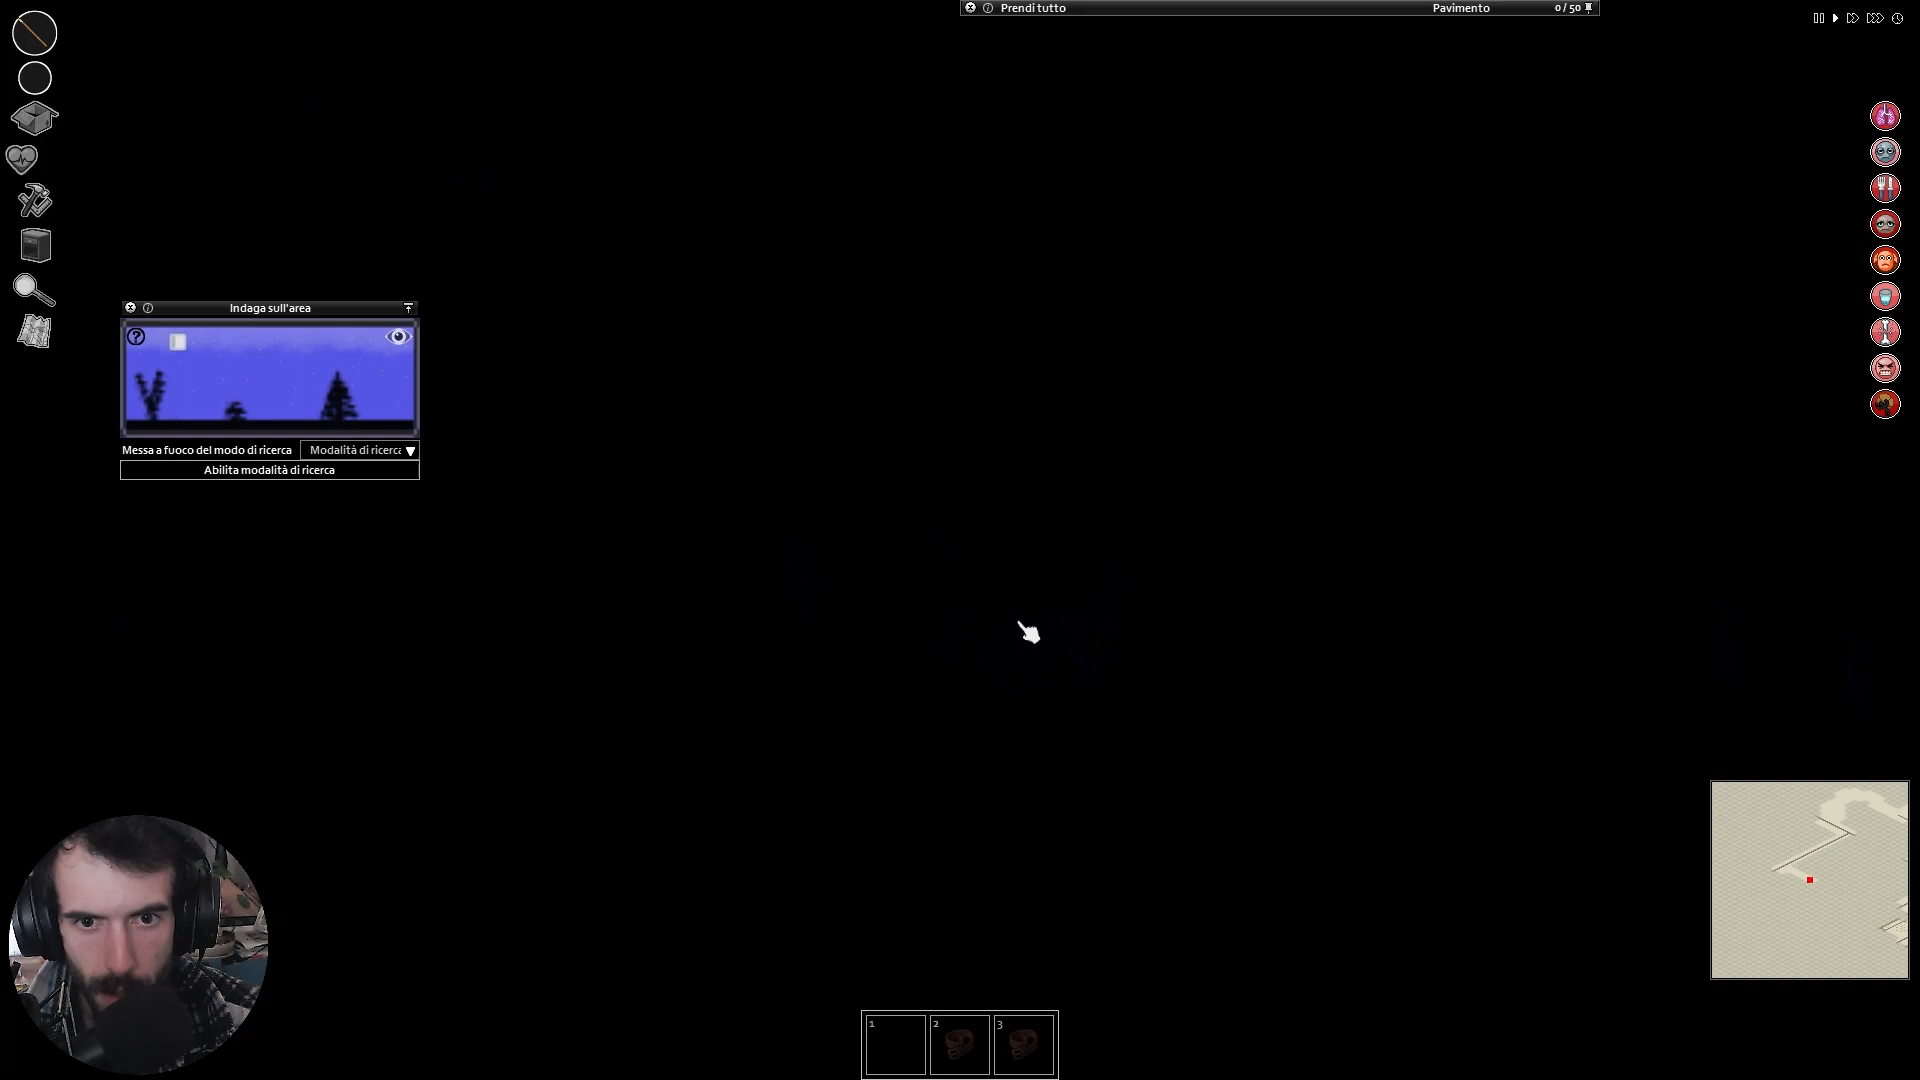 Prendi tutto
Pavimento
0 / 50
Indaga sull'area
?
Messa a fuoco del modo di ricerca
Modalità di ricerca
Abilita modalità di ricerca
1
2
3